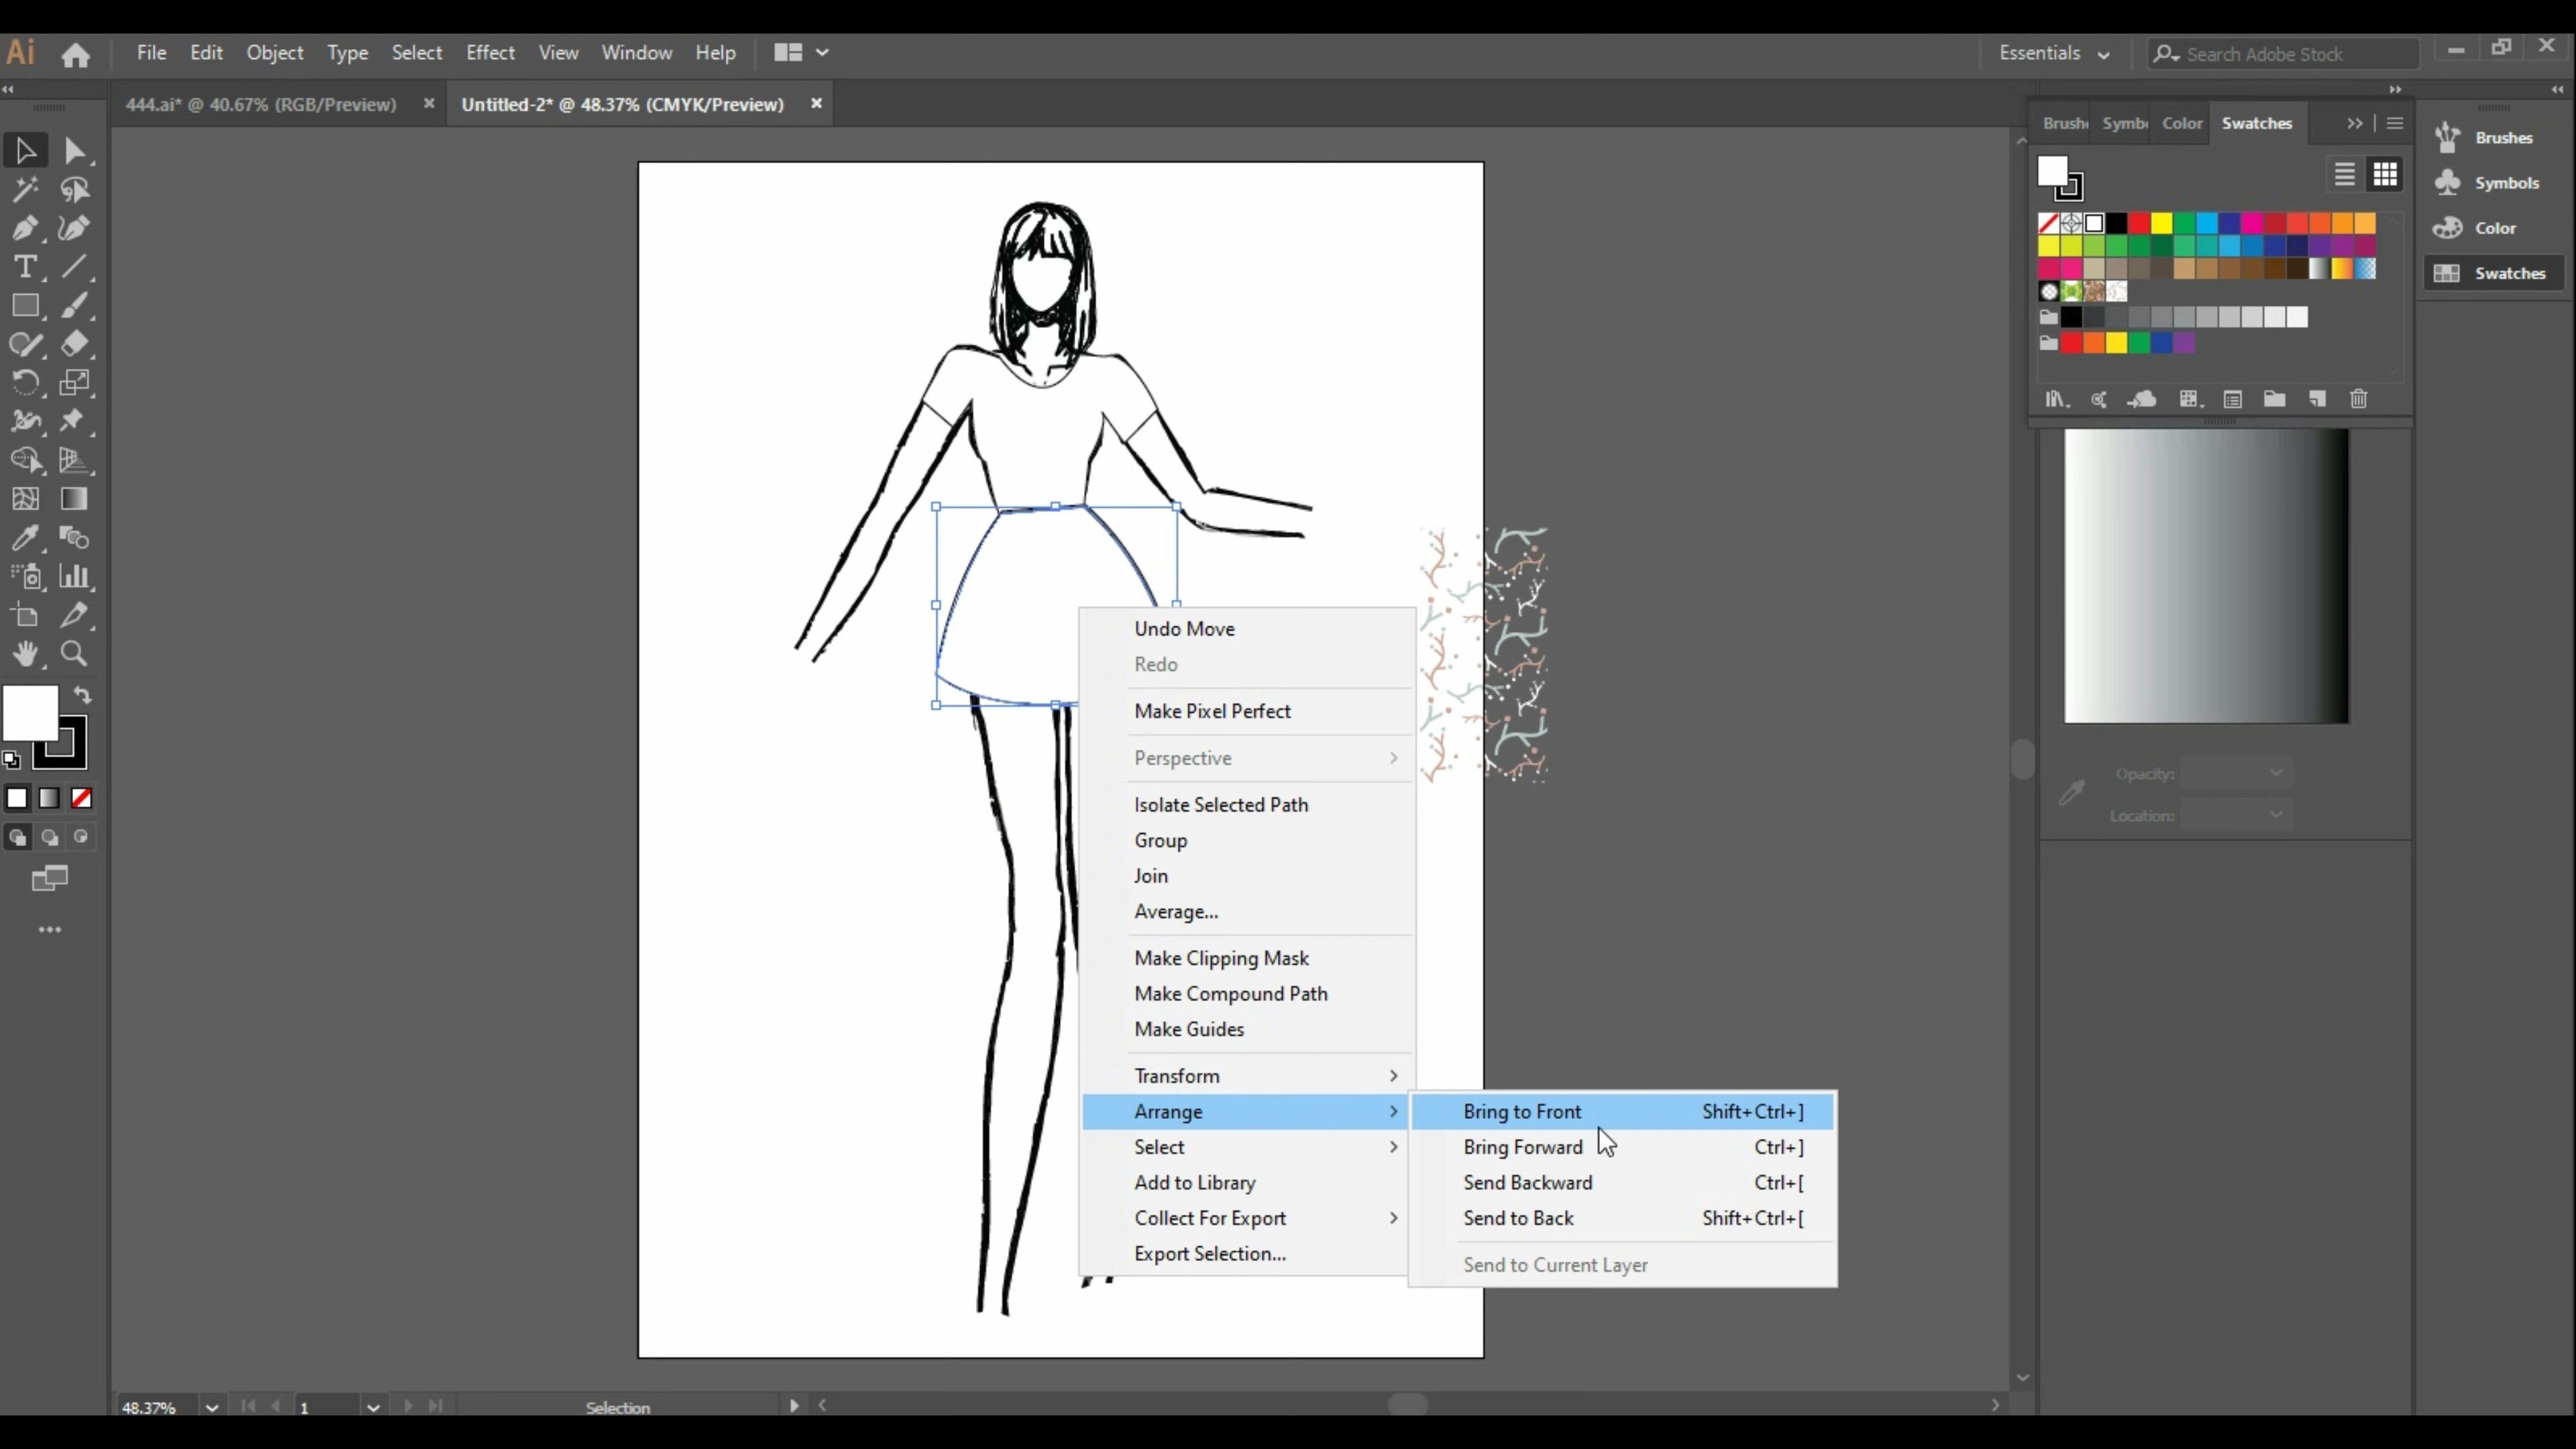 Ai File Edit Object Type Select Effect View Window Help Essentials Search Adobe Stock
444.ai* @ 40.67% (RGB/Preview) Untitled-2* @ 48.37% (CMYK/Preview)
Brushe Symbo Color Swatches
Brushes
Symbols
Color
Swatches
Undo Move
Redo
Make Pixel Perfect
Perspective
Isolate Selected Path
Group
Join
Average...
Make Clipping Mask
Make Compound Path
Make Guides
Transform
Arrange
Select
Add to Library
Collect For Export
Export Selection...
Bring to Front Shift+Ctrl+]
Bring Forward Ctrl+]
Send Backward Ctrl+[
Send to Back Shift+Ctrl+[
Send to Current Layer
Opacity:
Location:
48.37% 1 Selection